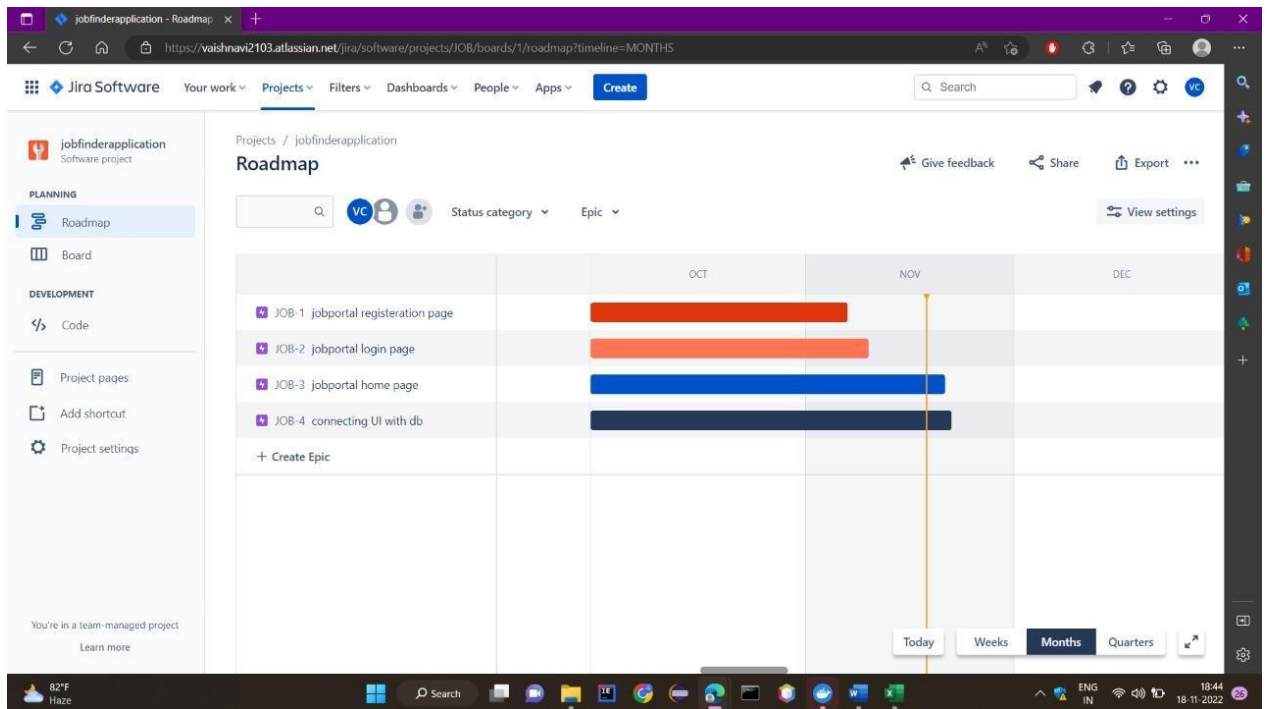 jobfinderapplication - Roadmap
https://vaishnavi2103.atlassian.net/jira/software/projects/JOB/boards/1/roadmap?timeline=MONTHS
Jira Software Your work Projects Filters Dashboards People Apps Create Search VC
jobfinderapplication
Software project
PLANNING
Roadmap
Board
DEVELOPMENT
Code
Project pages
Add shortcut
Project settings
You're in a team-managed project
Learn more
Projects / jobfinderapplication
Roadmap
Give feedback Share Export
VC Status category Epic View settings
OCT NOV DEC
JOB-1 jobportal registeration page
JOB-2 jobportal login page
JOB-3 jobportal home page
JOB-4 connecting UI with db
+ Create Epic
Today Weeks Months Quarters
82°F
Haze
Search
ENG
IN
18:44
18-11-2022
26